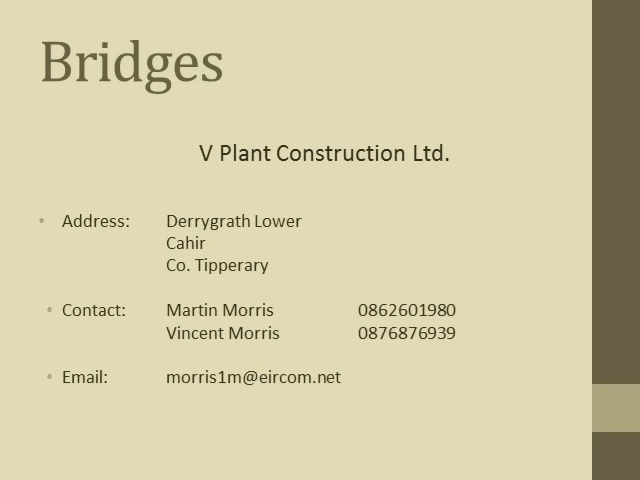 Bridges
V Plant Construction Ltd.
• Address: Derrygrath Lower
Cahir
Co. Tipperary
• Contact: Martin Morris 0862601980
Vincent Morris 0876876939
• Email: morris1m@eircom.net